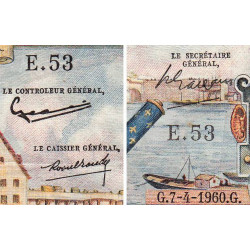 E.53
LE CONTROLEUR GÉNÉRAL,
LE CAISSIER GÉNÉRAL,
LE SECRÉTAIRE
GÉNÉRAL,
E.53
G.7-4-1960.G.